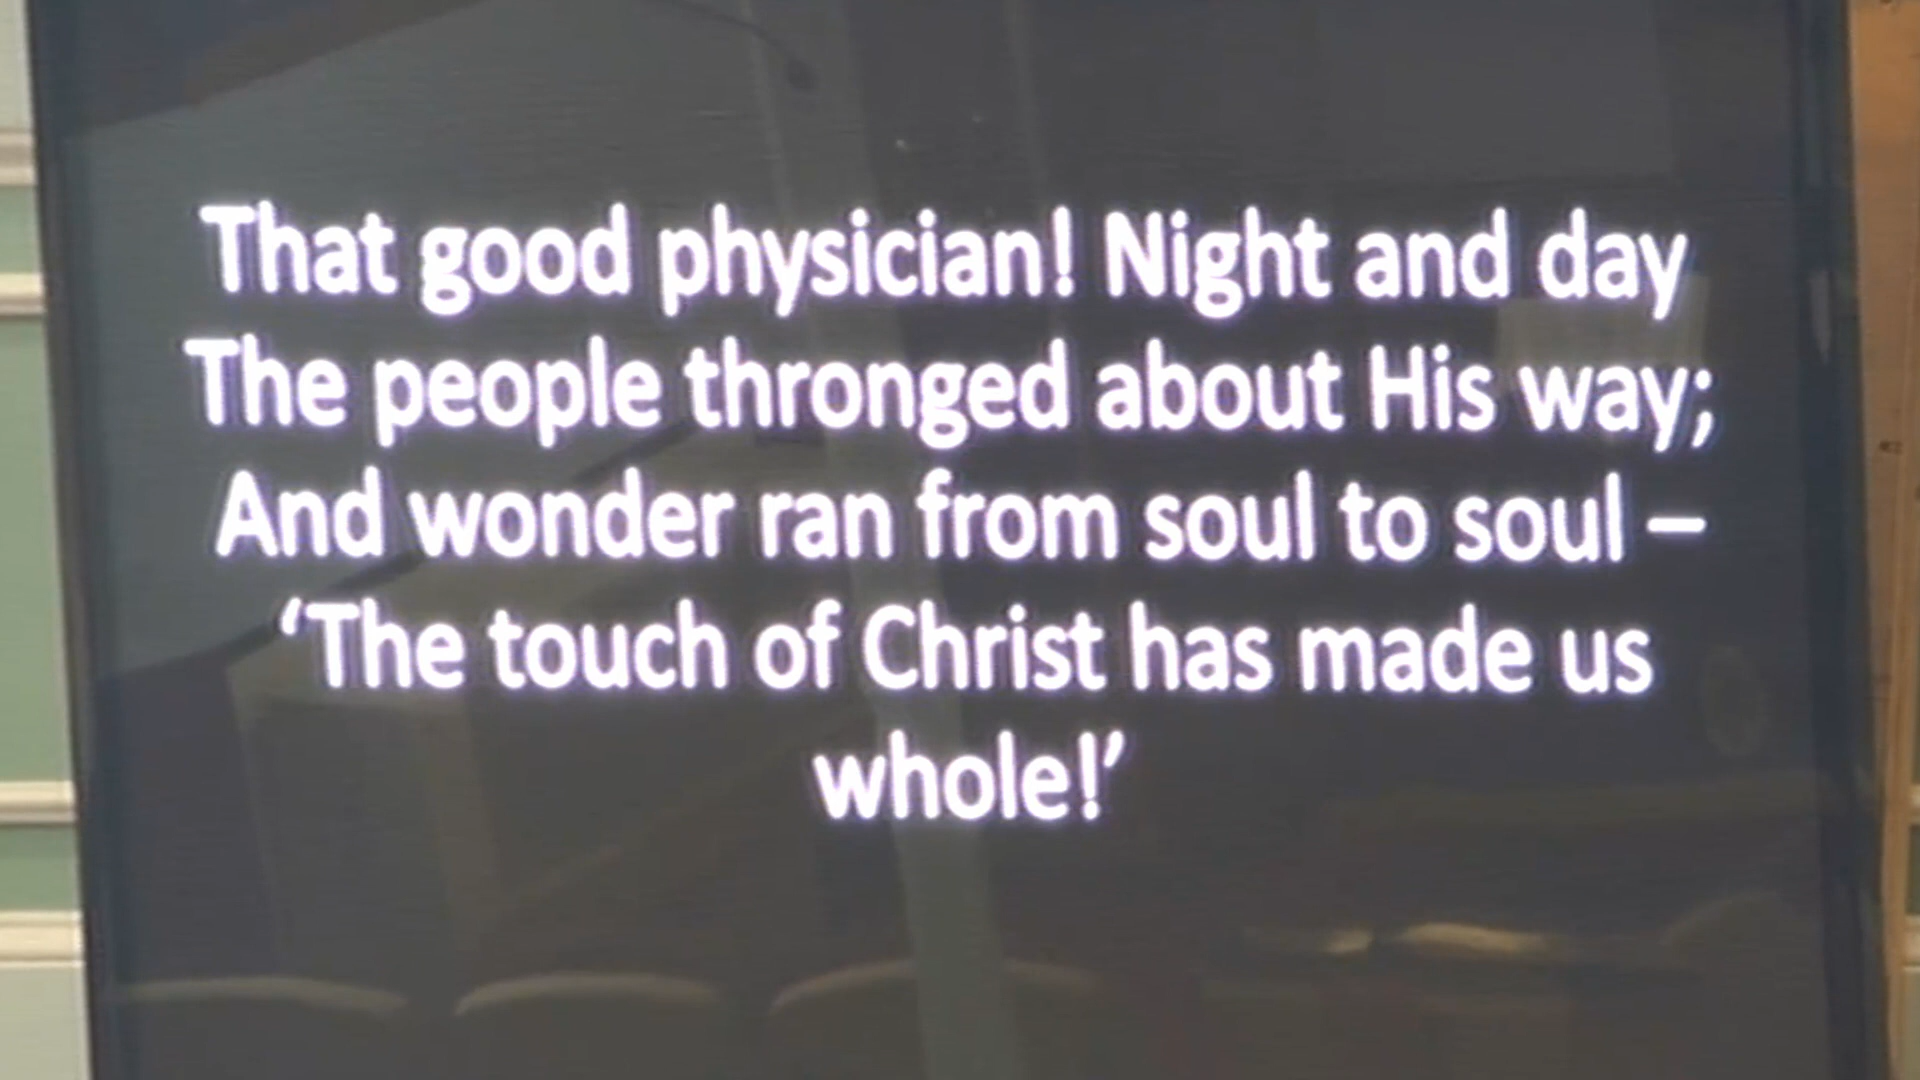 That good physician! Night and day
The people thronged about His way;
And wonder ran from soul to soul –
‘The touch of Christ has made us
whole!’